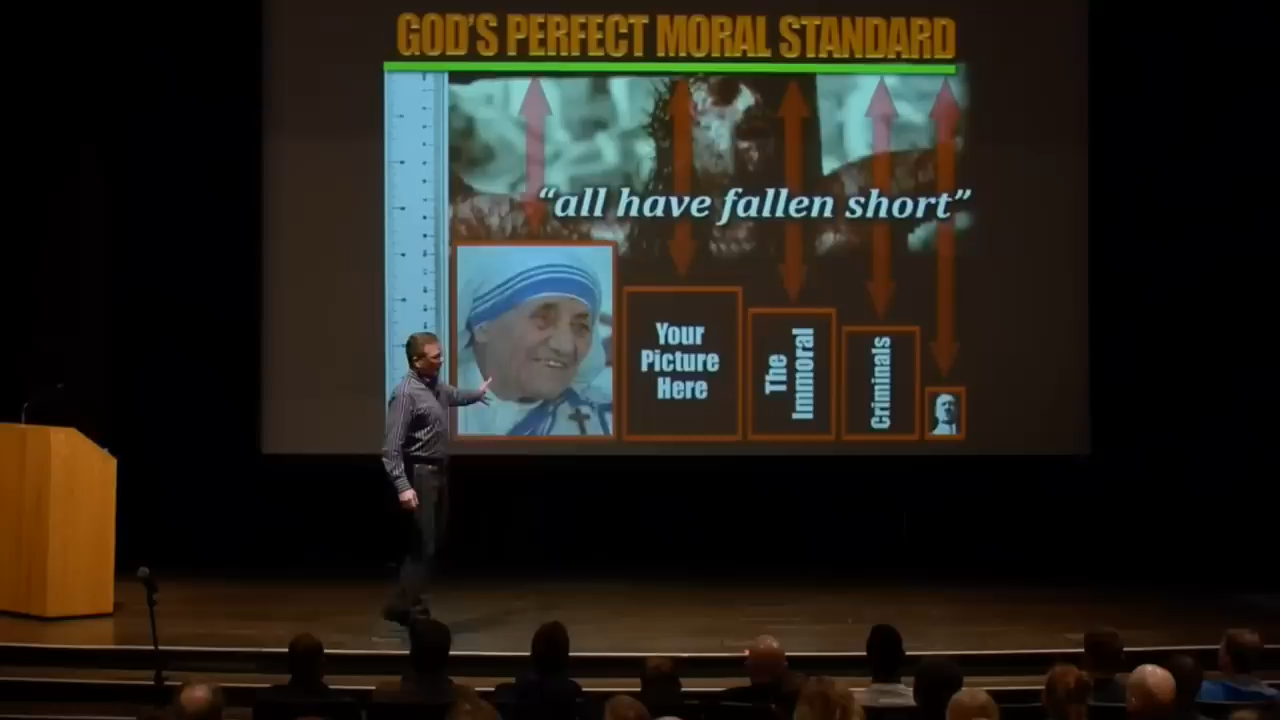 GOD'S PERFECT MORAL STANDARD
“all have fallen short”
Your
Picture
Here
The
Immoral
Criminals